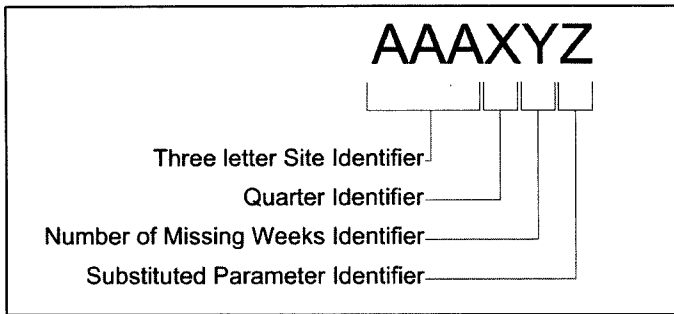 AAAXYZ
Three letter Site Identifier
Quarter Identifier
Number of Missing Weeks Identifier
Substituted Parameter Identifier